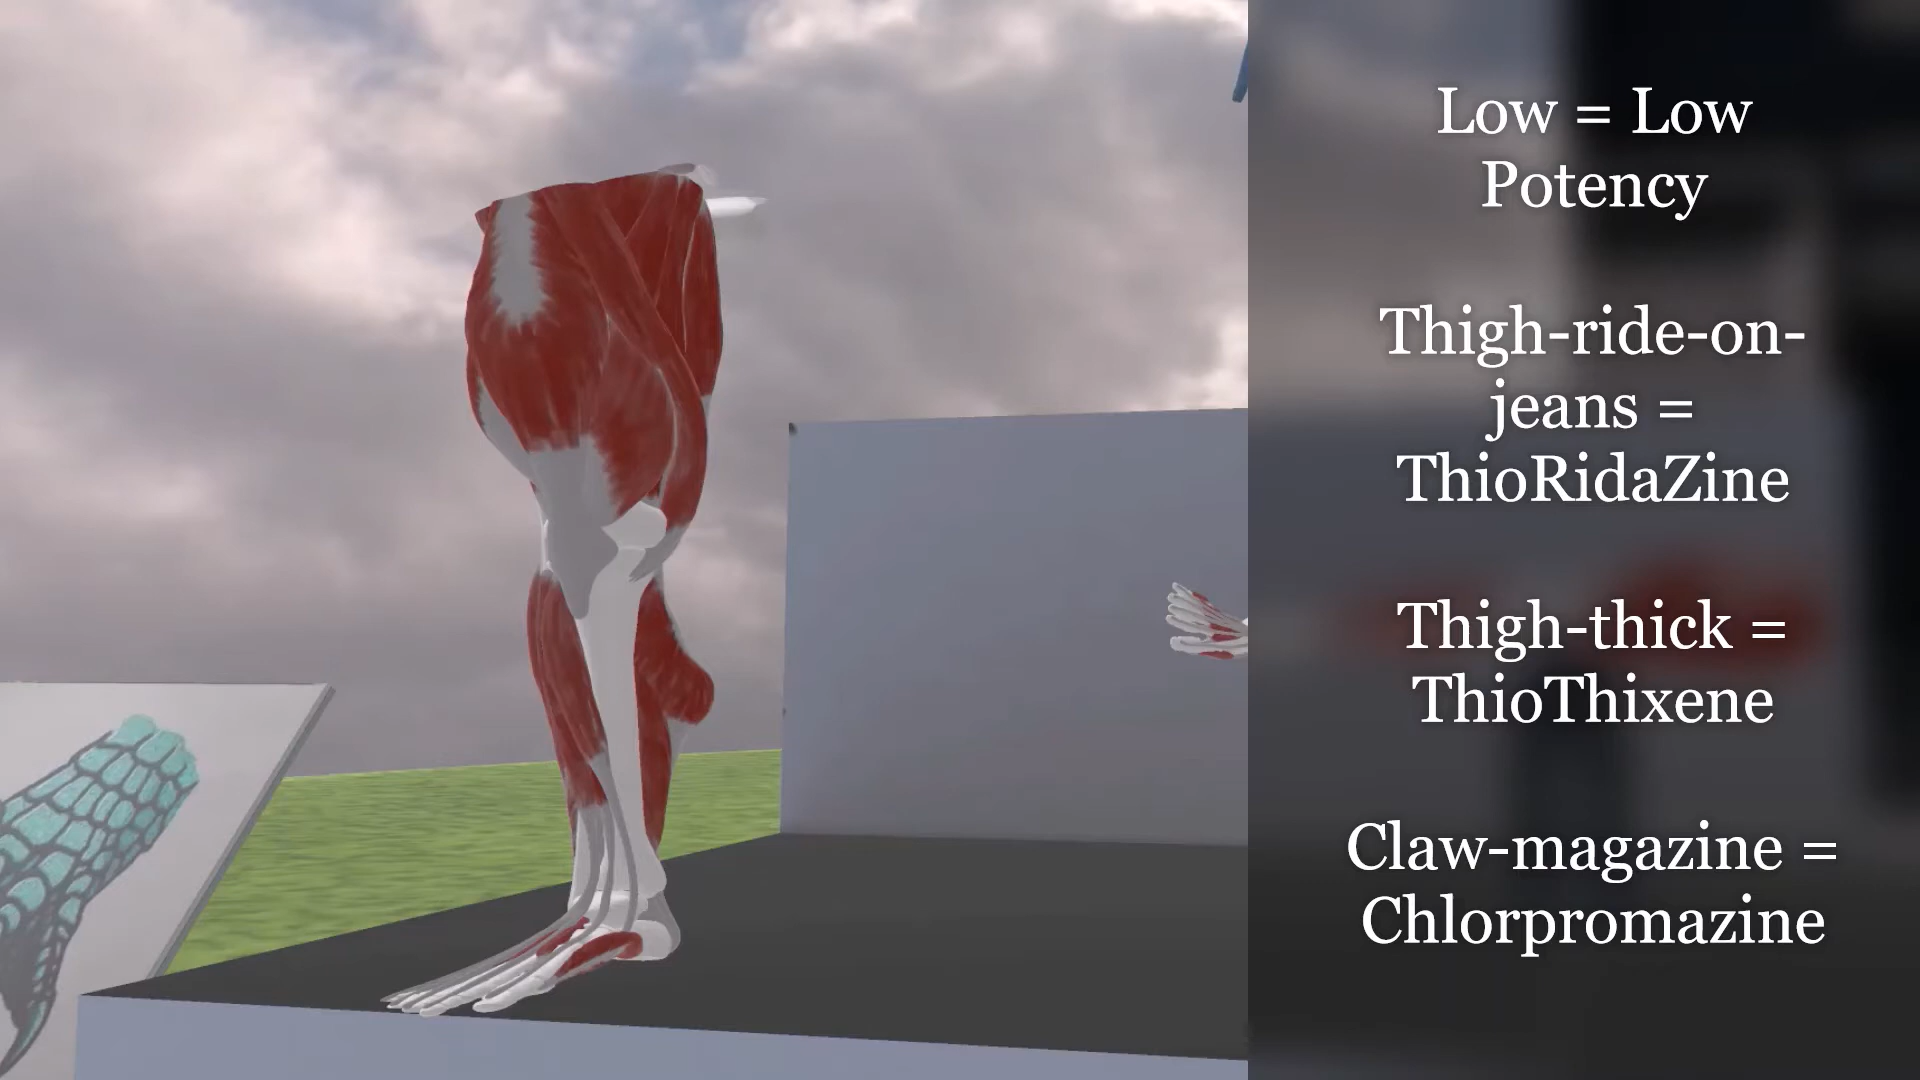 Low = Low
Potency
Thigh-ride-on-
jeans =
ThioRidaZine
Thigh-thick =
ThioThixene
Claw-magazine =
Chlorpromazine